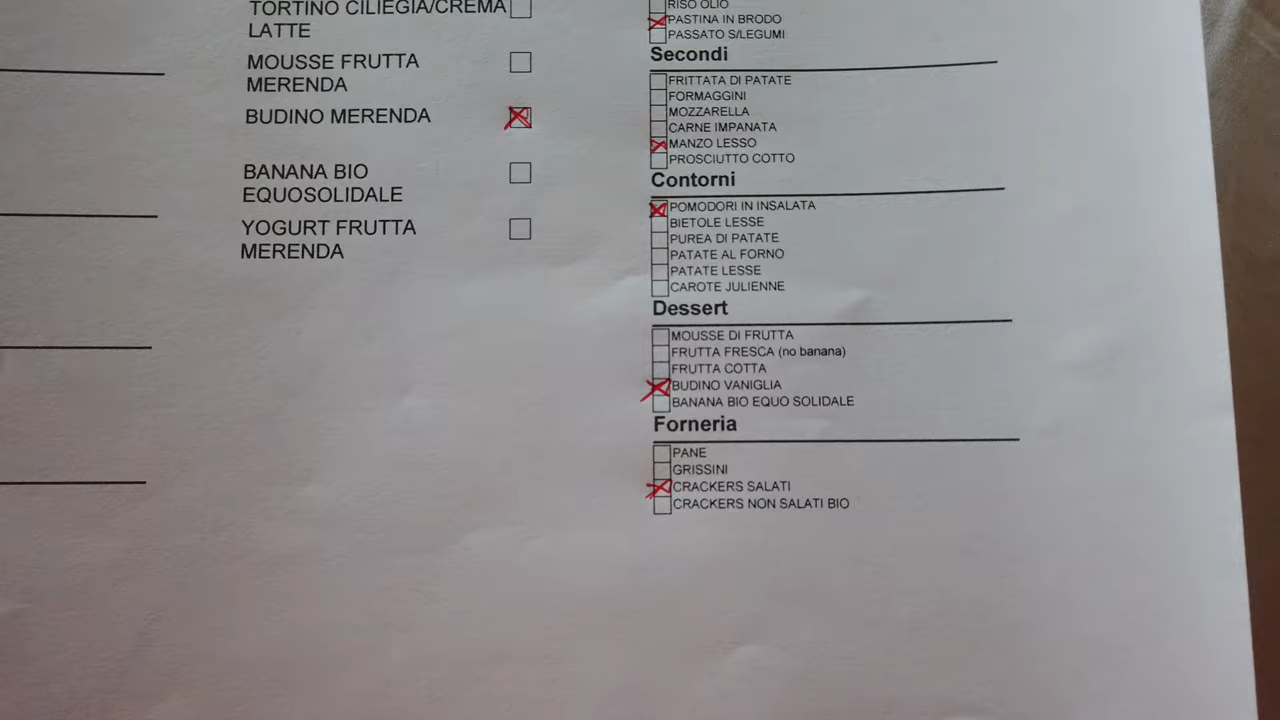 TORTINO CILIEGIA/CREMA
LATTE
MOUSSE FRUTTA
MERENDA
BUDINO MERENDA
BANANA BIO
EQUOSOLIDALE
YOGURT FRUTTA
MERENDA
RISO OLIO
PASTINA IN BRODO
PASSATO S/LEGUMI
Secondi
FRITTATA DI PATATE
FORMAGGINI
MOZZARELLA
CARNE IMPANATA
MANZO LESSO
PROSCIUTTO COTTO
Contorni
POMODORI IN INSALATA
BIETOLE LESSE
PUREA DI PATATE
PATATE AL FORNO
PATATE LESSE
CAROTE JULIENNE
Dessert
MOUSSE DI FRUTTA
FRUTTA FRESCA (no banana)
FRUTTA COTTA
BUDINO VANIGLIA
BANANA BIO EQUO SOLIDALE
Forneria
PANE
GRISSINI
CRACKERS SALATI
CRACKERS NON SALATI BIO